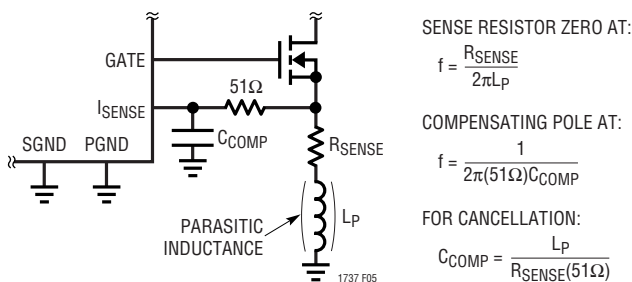 GATE
51Ω
ISENSE
SGND PGND
CCOMP
RSENSE
PARASITIC
INDUCTANCE
LP
1737 F05
SENSE RESISTOR ZERO AT:
f = RSENSE / 2πLP
COMPENSATING POLE AT:
f = 1 / 2π(51Ω)CCOMP
FOR CANCELLATION:
CCOMP = LP / RSENSE(51Ω)